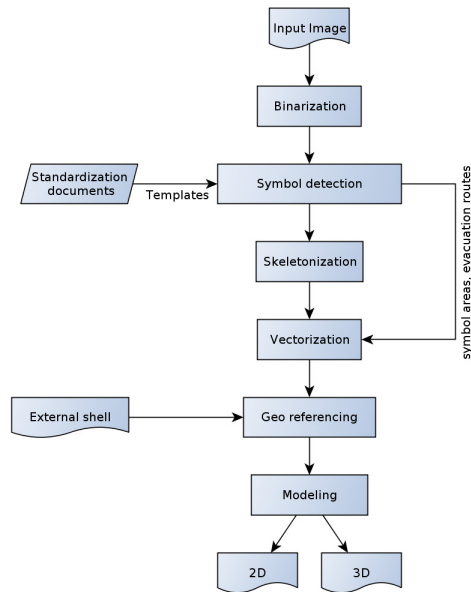 Input Image
Binarization
Standardization
documents
Templates
Symbol detection
symbol areas, evacuation routes
Skeletonization
Vectorization
External shell
Geo referencing
Modeling
2D
3D